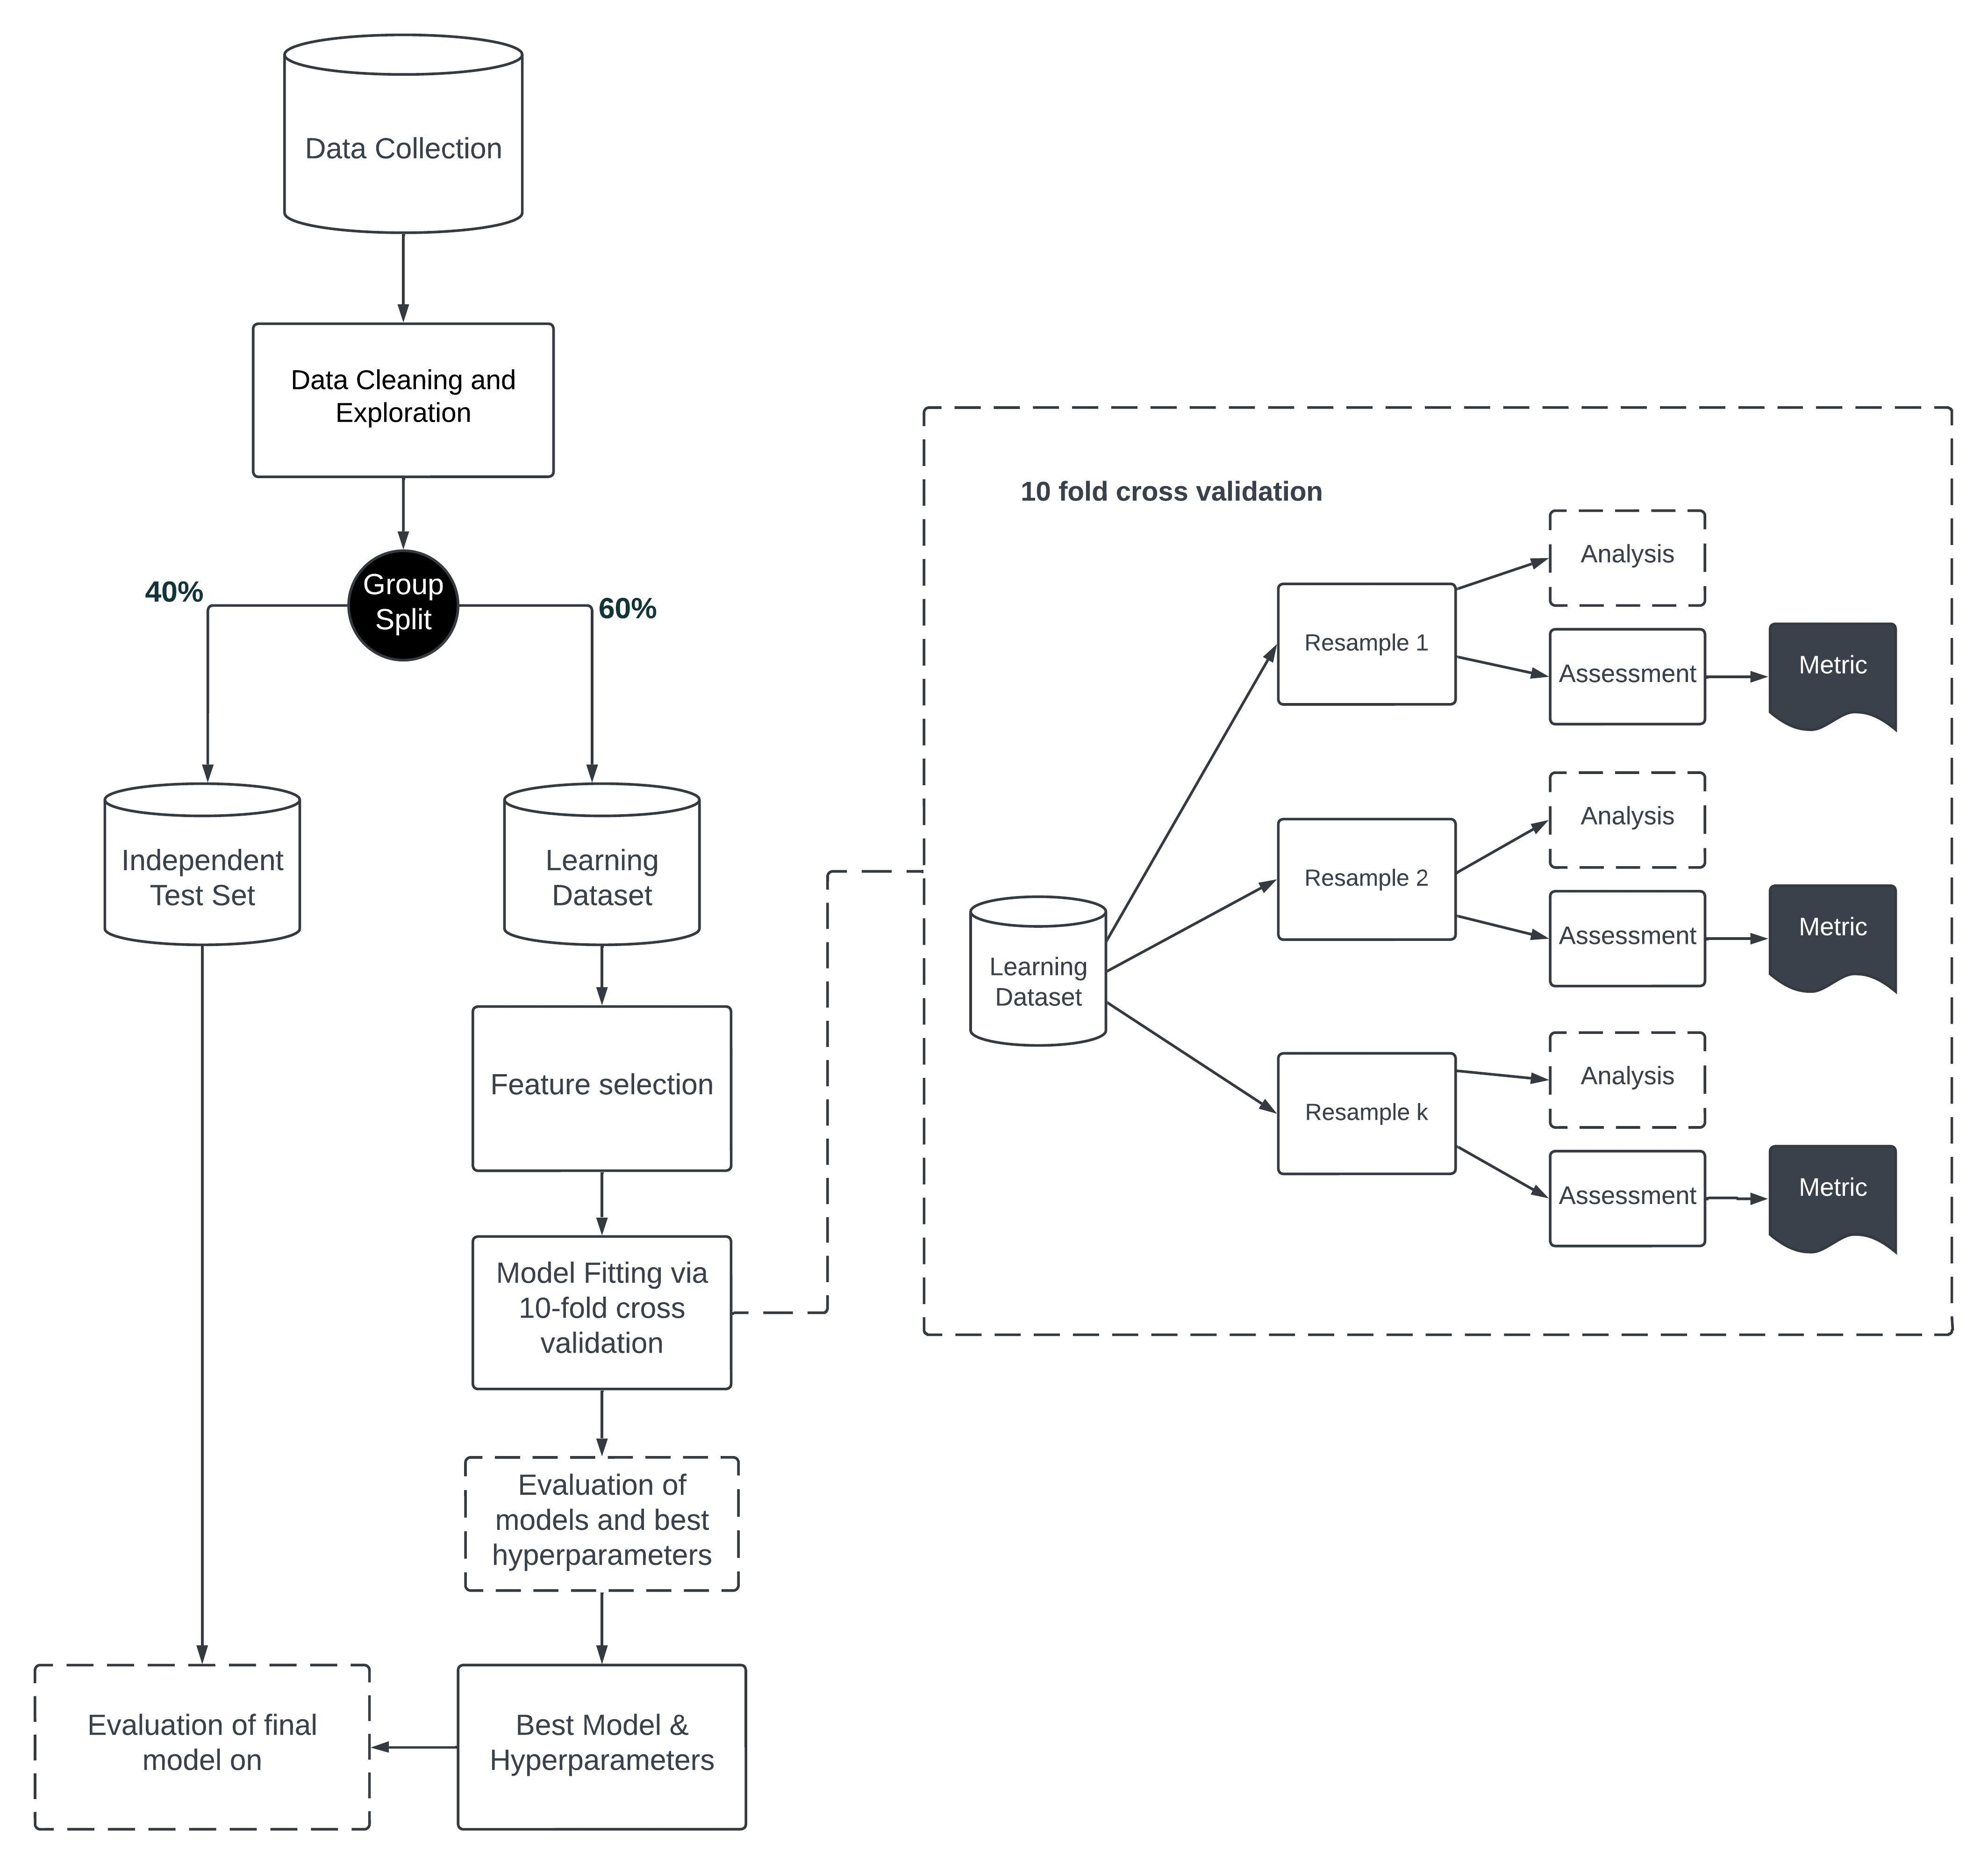 Data Collection
Data Cleaning and
Exploration
Group
Split
40%
60%
Independent
Test Set
Learning
Dataset
Feature selection
Model Fitting via
10-fold cross
validation
Evaluation of
models and best
hyperparameters
Evaluation of final
model on
Best Model &
Hyperparameters
10 fold cross validation
Learning
Dataset
Resample 1
Analysis
Assessment
Metric
Resample 2
Analysis
Assessment
Metric
Resample k
Analysis
Assessment
Metric